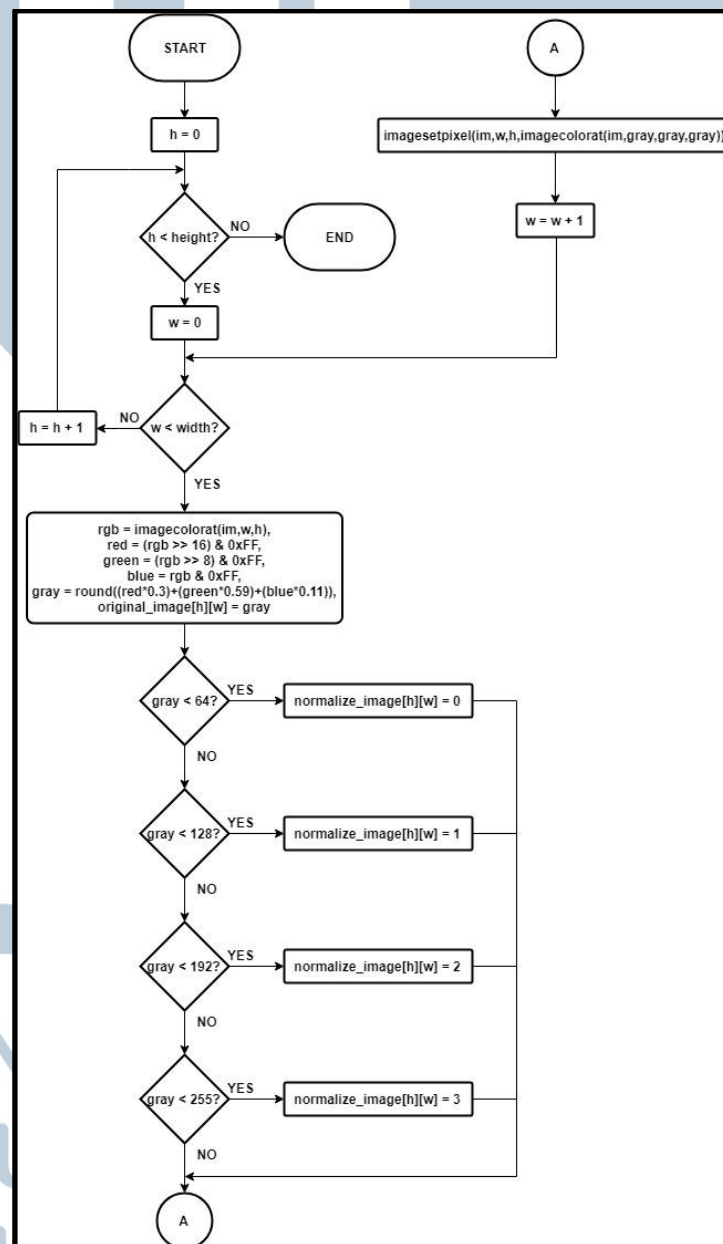 START
h = 0
h < height?
NO
END
YES
w = 0
w < width?
NO
h = h + 1
YES
rgb = imagecolorat(im,w,h),
red = (rgb >> 16) & 0xFF,
green = (rgb >> 8) & 0xFF,
blue = rgb & 0xFF,
gray = round((red*0.3)+(green*0.59)+(blue*0.11)),
original_image[h][w] = gray
gray < 64?
YES
normalize_image[h][w] = 0
NO
gray < 128?
YES
normalize_image[h][w] = 1
NO
gray < 192?
YES
normalize_image[h][w] = 2
NO
gray < 255?
YES
normalize_image[h][w] = 3
NO
A
A
imagesetpixel(im,w,h,imagecolorat(im,gray,gray,gray))
w = w + 1